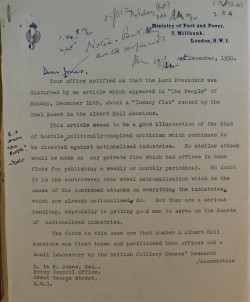 Ministry of Fuel and Power,
7, Millbank,
London, S.W.1.
December, 1950.
Dear Jones,
Your office notified us that the Lord President was
disturbed by an article which appeared in "The People" of
Sunday, December 10th, about a "luxury flat" rented by the
Coal Board in the Albert Hall Mansions.
This article seems to be a good illustration of the kind
of hostile, politically-inspired criticism which continues to
be directed against nationalised industries. No similar attack
would be made on any private firm which had offices in some
flats (or publishing a weekly or monthly periodical). No doubt
it is the controversy over steel nationalisation which is the
cause of the continued attacks on everything the industries,
which are already nationalised, do. But they are a serious
handicap, especially in getting good men to serve on the Boards
of nationalised industries.
The facts in this case are that number 4 Albert Hall
Mansions was first taken and partitioned into offices and a
small laboratory by the British Colliery Owners' Research
/Association
Privy Council Office,
Great George Street,
S.W.1.